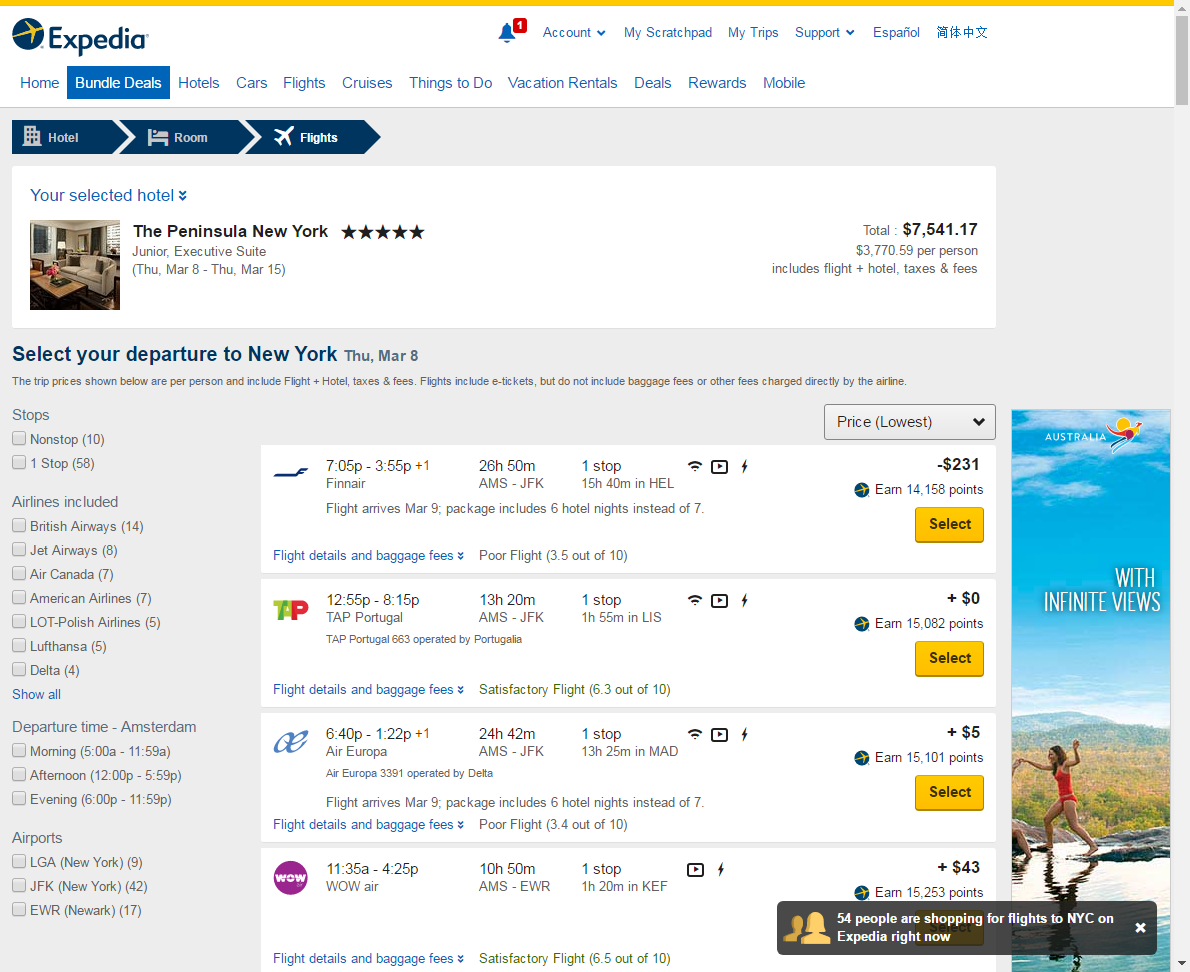 Expedia
1
Account
My Scratchpad
My Trips
Support
Español
简体中文
Home
Bundle Deals
Hotels
Cars
Flights
Cruises
Things to Do
Vacation Rentals
Deals
Rewards
Mobile
Hotel
Room
Flights
Your selected hotel
The Peninsula New York
Junior, Executive Suite
(Thu, Mar 8 - Thu, Mar 15)
Total : $7,541.17
$3,770.59 per person
includes flight + hotel, taxes & fees
Select your departure to New York Thu, Mar 8
The trip prices shown below are per person and include Flight + Hotel, taxes & fees. Flights include e-tickets, but do not include baggage fees or other fees charged directly by the airline.
Stops
Nonstop (10)
1 Stop (58)
Airlines included
British Airways (14)
Jet Airways (8)
Air Canada (7)
American Airlines (7)
LOT-Polish Airlines (5)
Lufthansa (5)
Delta (4)
Show all
Departure time - Amsterdam
Morning (5:00a - 11:59a)
Afternoon (12:00p - 5:59p)
Evening (6:00p - 11:59p)
Airports
LGA (New York) (9)
JFK (New York) (42)
EWR (Newark) (17)
Price (Lowest)
7:05p - 3:55p +1
Finnair
26h 50m
AMS - JFK
1 stop
15h 40m in HEL
-$231
Earn 14,158 points
Flight arrives Mar 9; package includes 6 hotel nights instead of 7.
Select
Flight details and baggage fees
Poor Flight (3.5 out of 10)
TAP
12:55p - 8:15p
TAP Portugal
TAP Portugal 663 operated by Portugalia
13h 20m
AMS - JFK
1 stop
1h 55m in LIS
+ $0
Earn 15,082 points
Select
Flight details and baggage fees
Satisfactory Flight (6.3 out of 10)
6:40p - 1:22p +1
Air Europa
Air Europa 3391 operated by Delta
24h 42m
AMS - JFK
1 stop
13h 25m in MAD
+ $5
Earn 15,101 points
Flight arrives Mar 9; package includes 6 hotel nights instead of 7.
Select
Flight details and baggage fees
Poor Flight (3.4 out of 10)
WOW
11:35a - 4:25p
WOW air
10h 50m
AMS - EWR
1 stop
1h 20m in KEF
+ $43
Earn 15,253 points
Select
Flight details and baggage fees
Satisfactory Flight (6.5 out of 10)
54 people are shopping for flights to NYC on
Expedia right now
AUSTRALIA
WITH
INFINITE VIEWS